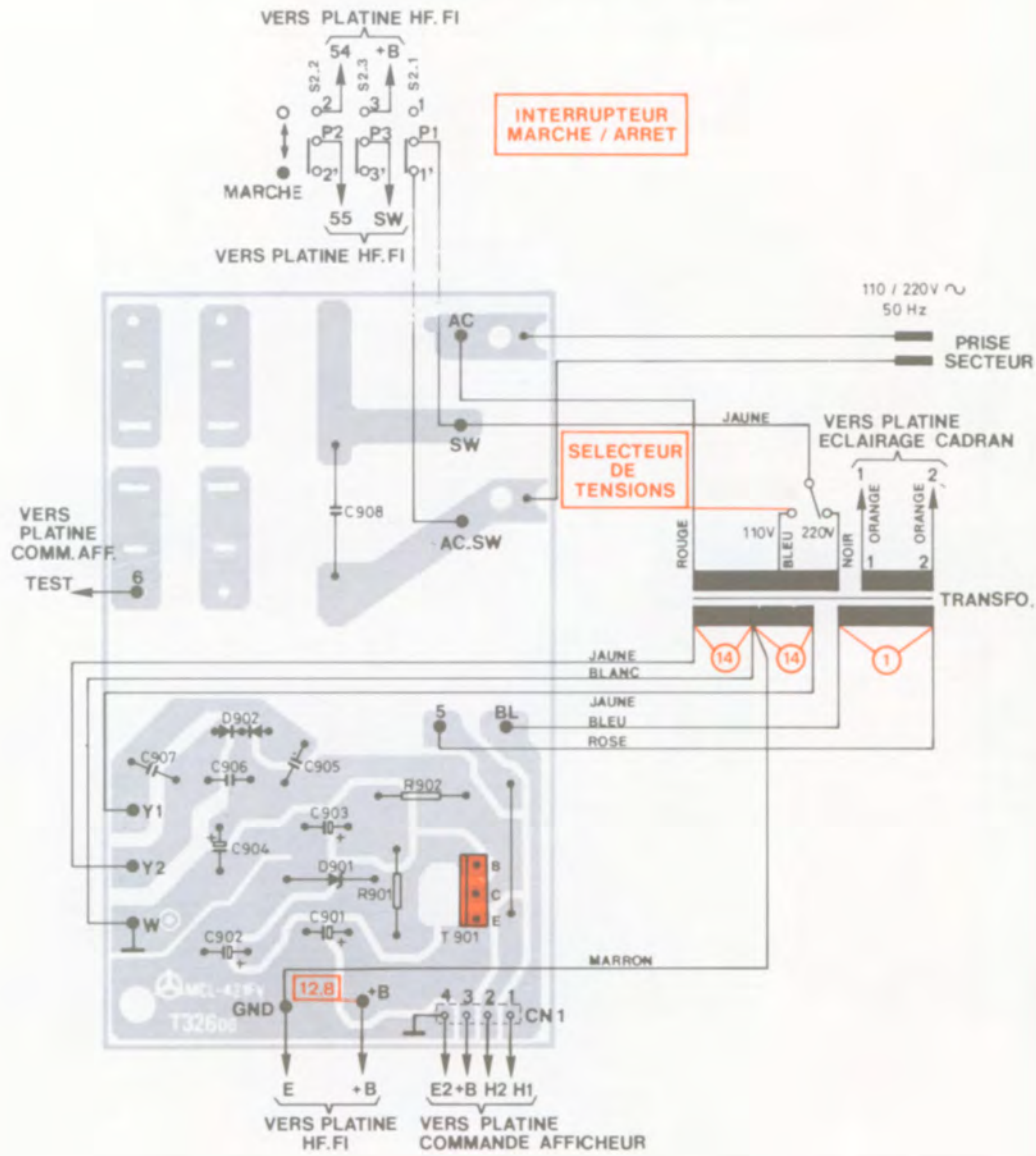 VERS PLATINE HF. FI
54 +B
S2.2 S2.3 S2.1
2 3 1
INTERRUPTEUR
MARCHE / ARRET
P2 P3 P1
2' 3' 1'
MARCHE
55 SW
VERS PLATINE HF. FI
110 / 220V ~
50 Hz
AC
PRISE
SECTEUR
JAUNE
VERS PLATINE
ECLAIRAGE CADRAN
SW
SELECTEUR
DE
TENSIONS
1 2
C908
ORANGE ORANGE
VERS
PLATINE
COMM. AFF.
AC.SW
110V 220V
ROUGE BLEU NOIR
1 2
TEST
6
TRANSFO.
14 14 1
JAUNE
BLANC
JAUNE
5 BL
BLEU
ROSE
D902
C907 C906 C905
R902
Y1
C903
C904
D901
Y2
B
R901
C
W
E
C901
C902
T 901
MARRON
12,8
MCL-431FV
+B
4 3 2 1
GND
CN 1
T32600
E +B
E2 +B H2 H1
VERS PLATINE
HF. FI
VERS PLATINE
COMMANDE AFFICHEUR